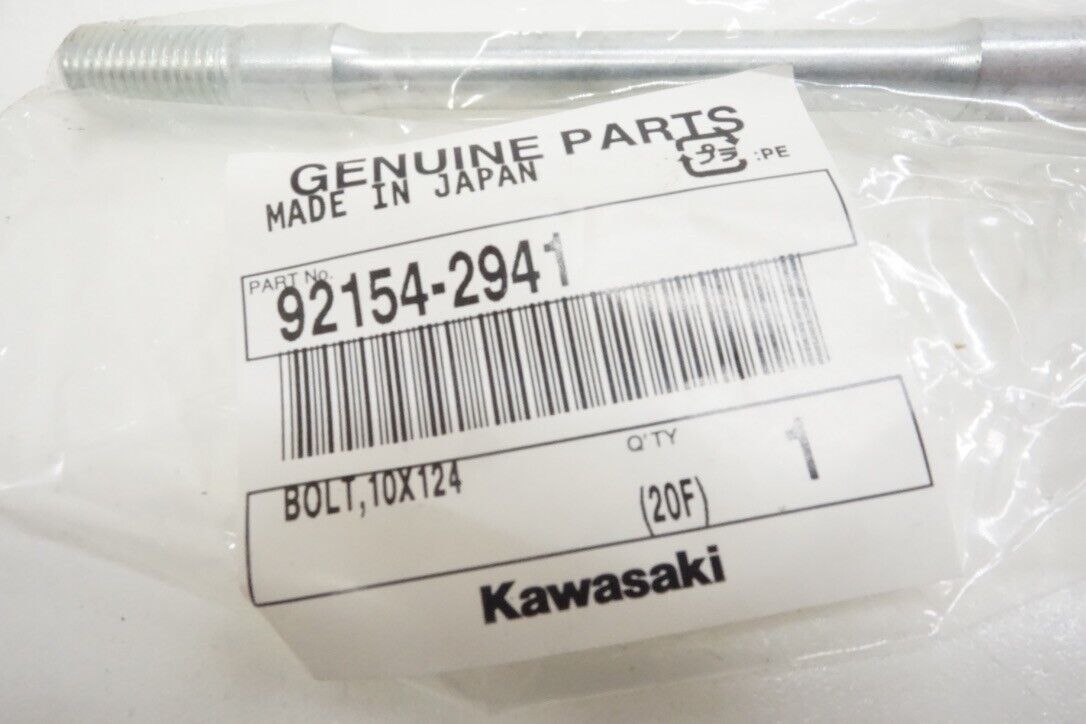 GENUINE PARTS
MADE IN JAPAN
プラ :PE
PART No.
92154-2941
Q'TY
1
BOLT,10X124
(20F)
Kawasaki